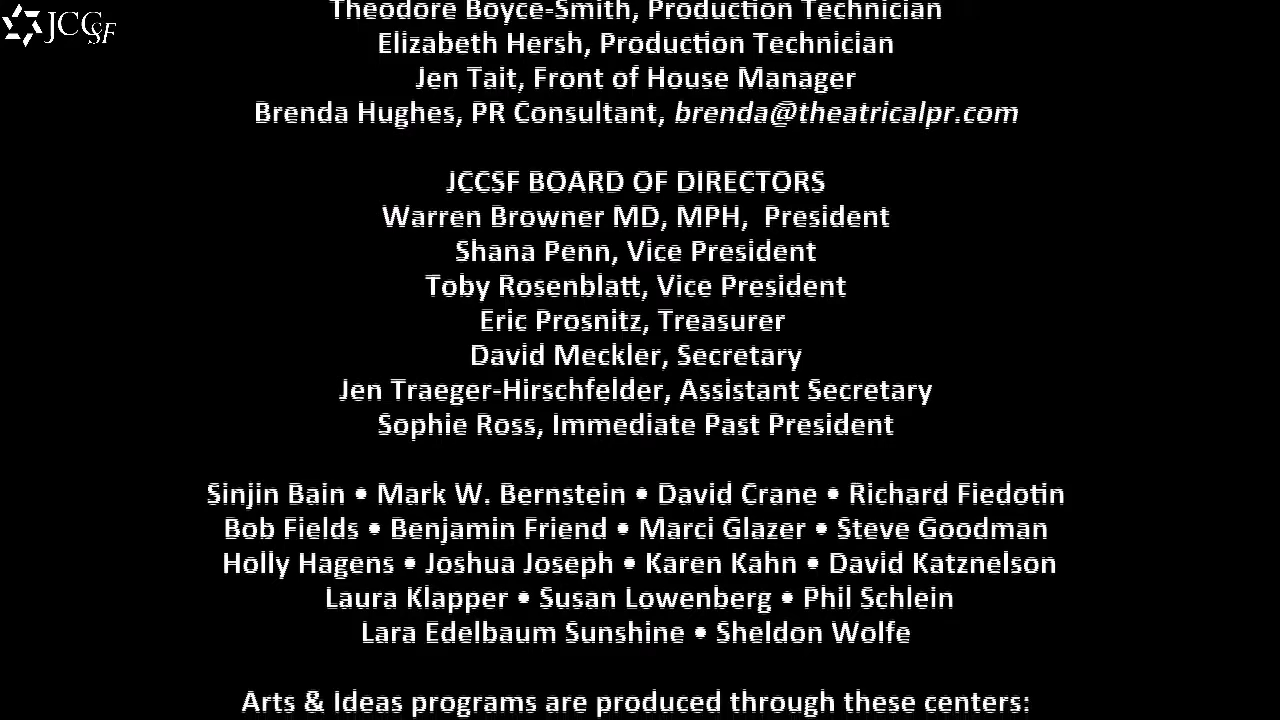 JCCSF
Theodore Boyce-Smith, Production Technician
Elizabeth Hersh, Production Technician
Jen Tait, Front of House Manager
Brenda Hughes, PR Consultant, brenda@theatricalpr.com
JCCSF BOARD OF DIRECTORS
Warren Browner MD, MPH,  President
Shana Penn, Vice President
Toby Rosenblatt, Vice President
Eric Prosnitz, Treasurer
David Meckler, Secretary
Jen Traeger-Hirschfelder, Assistant Secretary
Sophie Ross, Immediate Past President
Sinjin Bain • Mark W. Bernstein • David Crane • Richard Fiedotin
Bob Fields • Benjamin Friend • Marci Glazer • Steve Goodman
Holly Hagens • Joshua Joseph • Karen Kahn • David Katznelson
Laura Klapper • Susan Lowenberg • Phil Schlein
Lara Edelbaum Sunshine • Sheldon Wolfe
Arts & Ideas programs are produced through these centers: